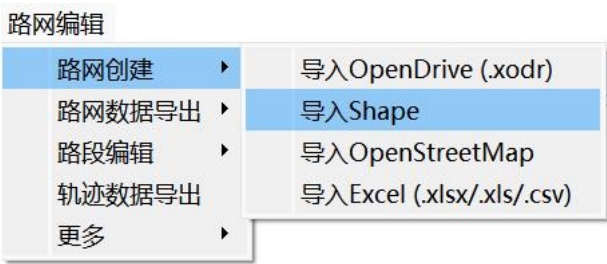 路网编辑
路网创建
路网数据导出
路段编辑
轨迹数据导出
更多
导入OpenDrive (.xodr)
导入Shape
导入OpenStreetMap
导入Excel (.xlsx/.xls/.csv)